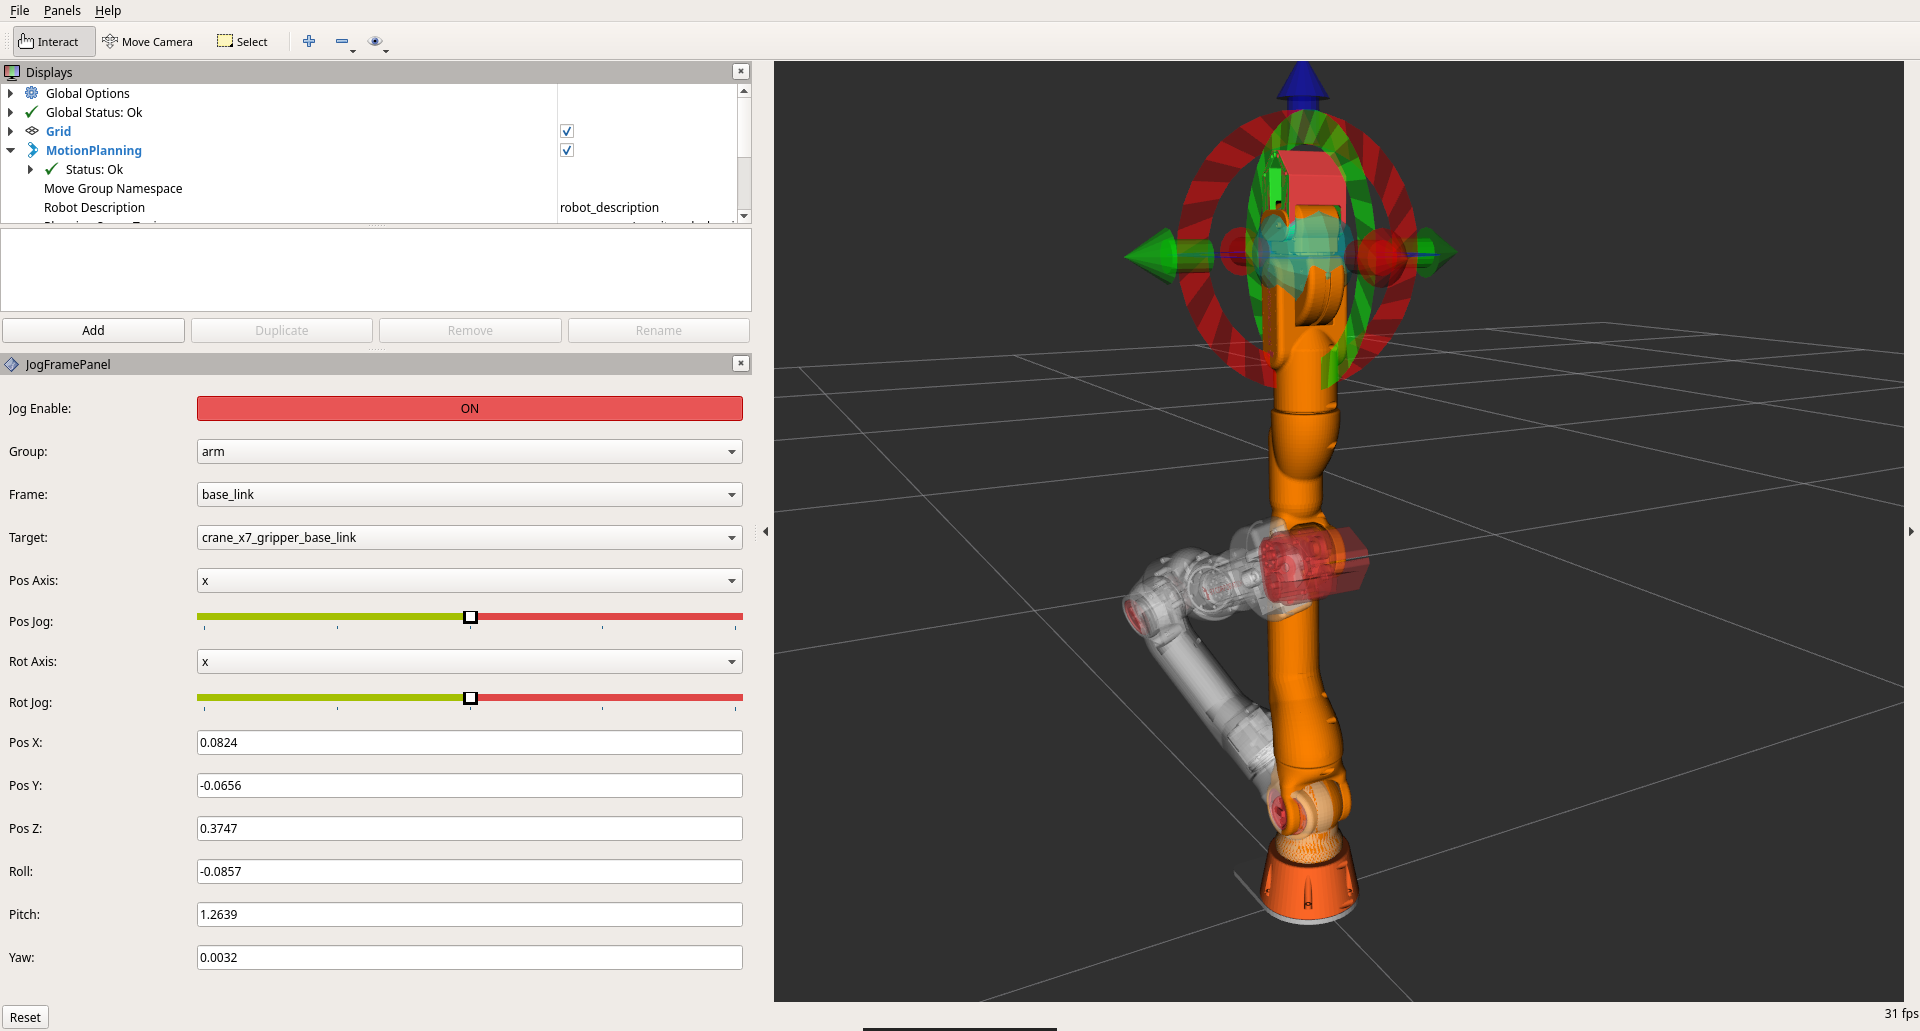 File Panels Help
Interact Move Camera Select
Displays
Global Options
Global Status: Ok
Grid
MotionPlanning
Status: Ok
Move Group Namespace
Robot Description robot_description
Add Duplicate Remove Rename
JogFramePanel
Jog Enable: ON
Group: arm
Frame: base_link
Target: crane_x7_gripper_base_link
Pos Axis: x
Pos Jog:
Rot Axis: x
Rot Jog:
Pos X: 0.0824
Pos Y: -0.0656
Pos Z: 0.3747
Roll: -0.0857
Pitch: 1.2639
Yaw: 0.0032
Reset
31 fps